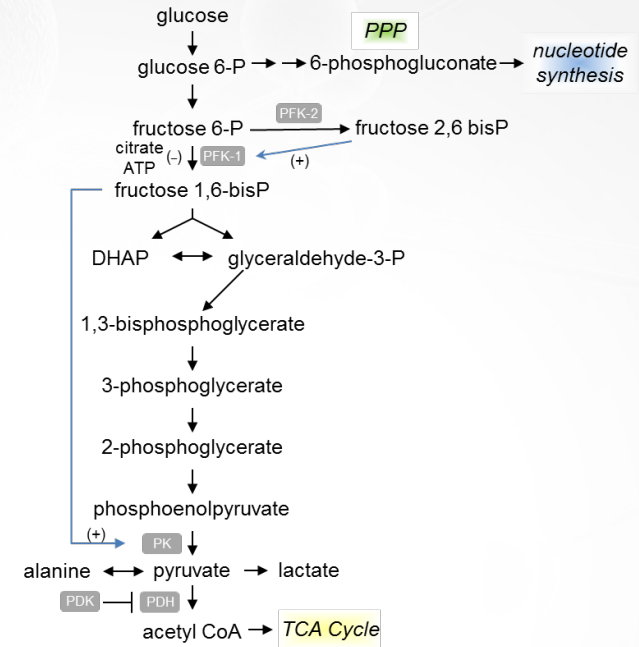 glucose
PPP
glucose 6-P
6-phosphogluconate
nucleotide
synthesis
fructose 6-P
PFK-2
fructose 2,6 bisP
citrate
ATP
(–)
PFK-1
(+)
fructose 1,6-bisP
DHAP
glyceraldehyde-3-P
1,3-bisphosphoglycerate
3-phosphoglycerate
2-phosphoglycerate
phosphoenolpyruvate
(+)
PK
alanine
pyruvate
lactate
PDK
PDH
acetyl CoA
TCA Cycle